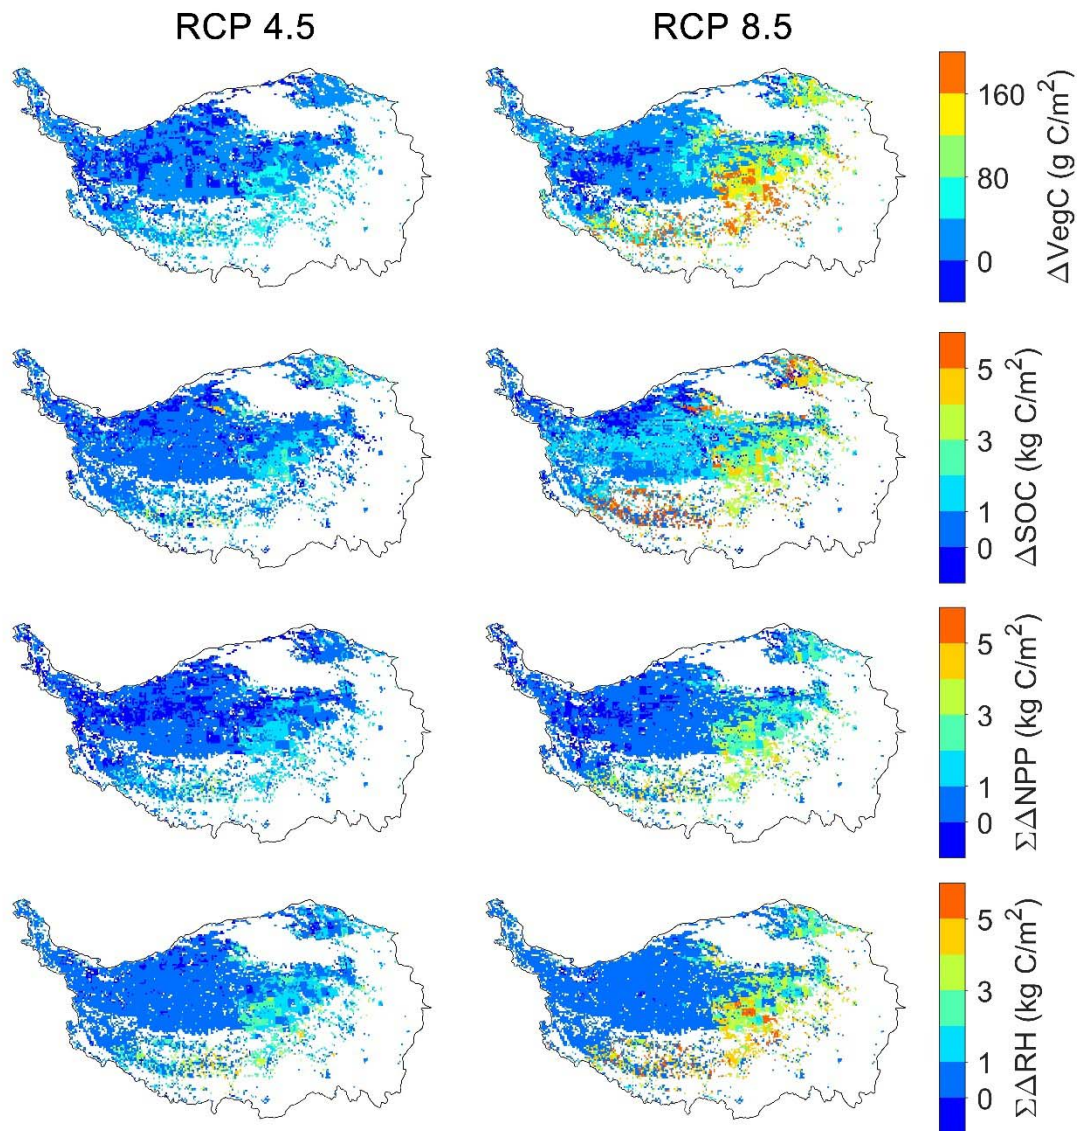 RCP 4.5
RCP 8.5
160
80
0
ΔVegC (g C/m²)
5
3
1
0
ΔSOC (kg C/m²)
5
3
1
0
ΣΔNPP (kg C/m²)
5
3
1
0
ΣΔRH (kg C/m²)